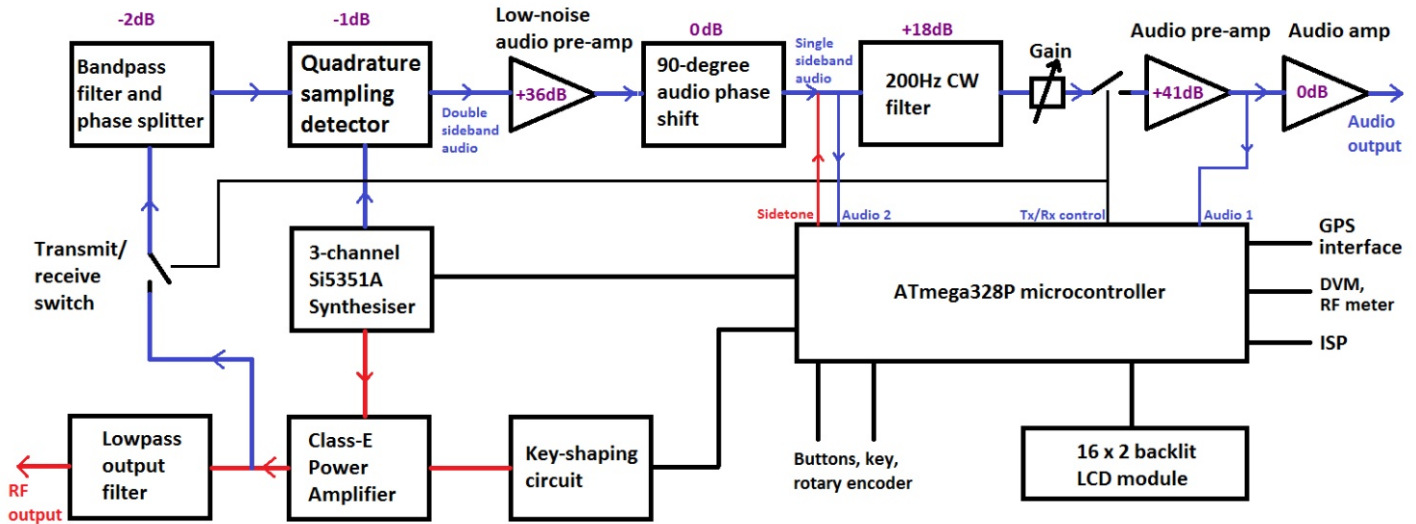 -2dB
Bandpass
filter and
phase splitter
-1dB
Quadrature
sampling
detector
Double
sideband
audio
Low-noise
audio pre-amp
+36dB
0dB
90-degree
audio phase
shift
Single
sideband
audio
+18dB
200Hz CW
filter
Gain
Audio pre-amp
+41dB
Audio amp
0dB
Audio
output
Sidetone
Audio 2
Tx/Rx control
Audio 1
Transmit/
receive
switch
3-channel
Si5351A
Synthesiser
ATmega328P microcontroller
GPS
interface
DVM,
RF meter
ISP
RF
output
Lowpass
output
filter
Class-E
Power
Amplifier
Key-shaping
circuit
Buttons, key,
rotary encoder
16 x 2 backlit
LCD module